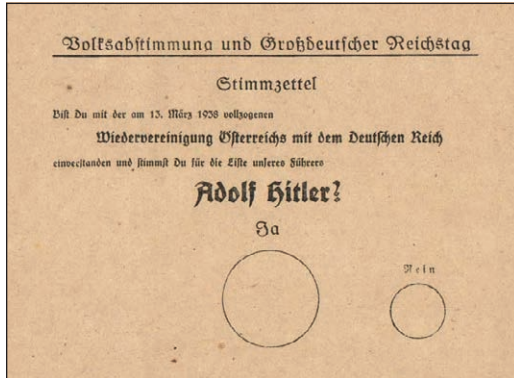 Volksabstimmung und Großdeutscher Reichstag
Stimmzettel
Bist Du mit der am 13. März 1938 vollzogenen
Wiedervereinigung Österreichs mit dem Deutschen Reich
einverstanden und stimmst Du für die Liste unseres Führers
Adolf Hitler?
Ja
Nein